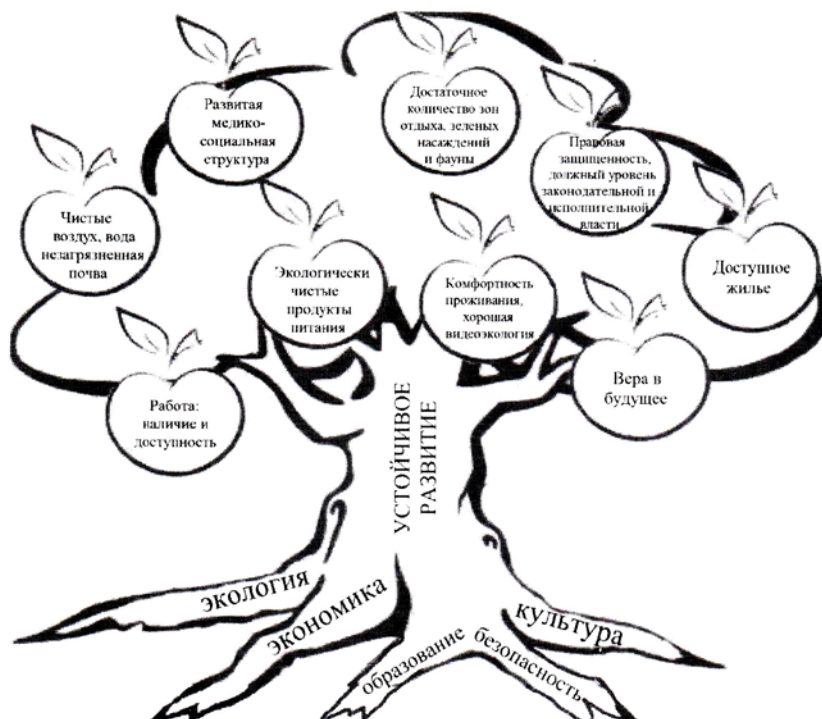 Развитая
медико-
социальная
структура
Достаточное
количество зон
отдыха, зеленых
насаждений
и фауны
Правовая
защищенность,
должный уровень
законодательной и
исполнительной
власти
Чистые
воздух, вода
незагрязненная
почва
Экологически
чистые
продукты
питания
Комфортность
проживания,
хорошая
видеоэкология
Доступное
жилье
Работа:
наличие и
доступность
Вера в
будущее
УСТОЙЧИВОЕ
РАЗВИТИЕ
экология
экономика
образование
безопасность
культура